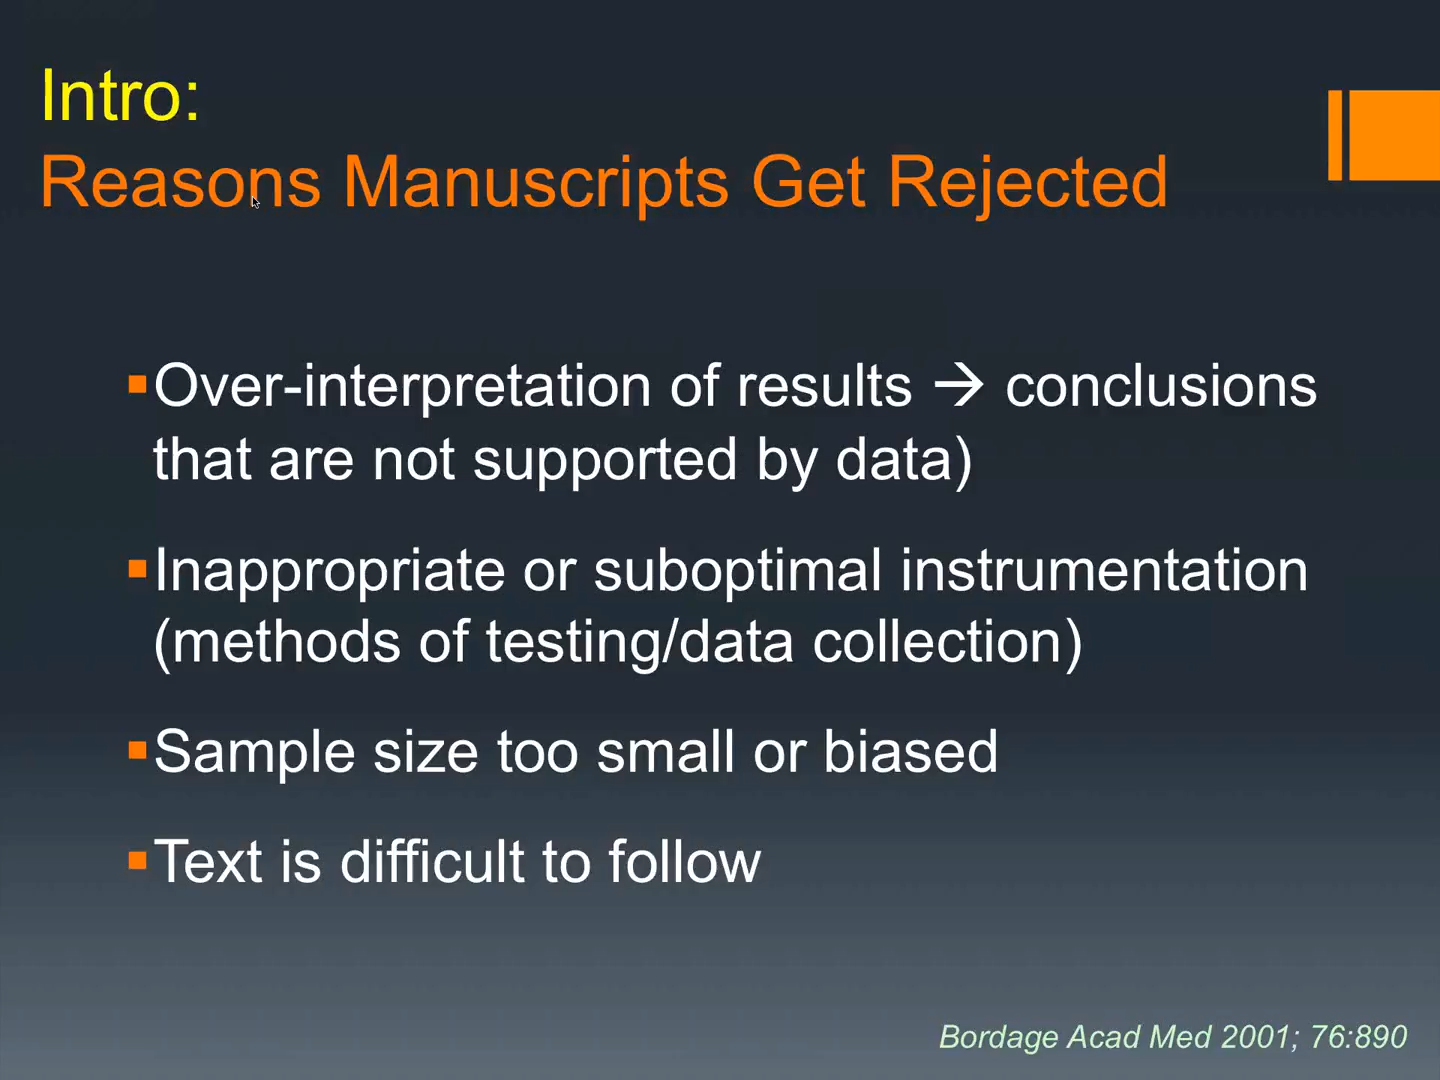 Intro:
Reasons Manuscripts Get Rejected
▪Over-interpretation of results → conclusions
that are not supported by data)
▪Inappropriate or suboptimal instrumentation
(methods of testing/data collection)
▪Sample size too small or biased
▪Text is difficult to follow
Bordage Acad Med 2001; 76:890